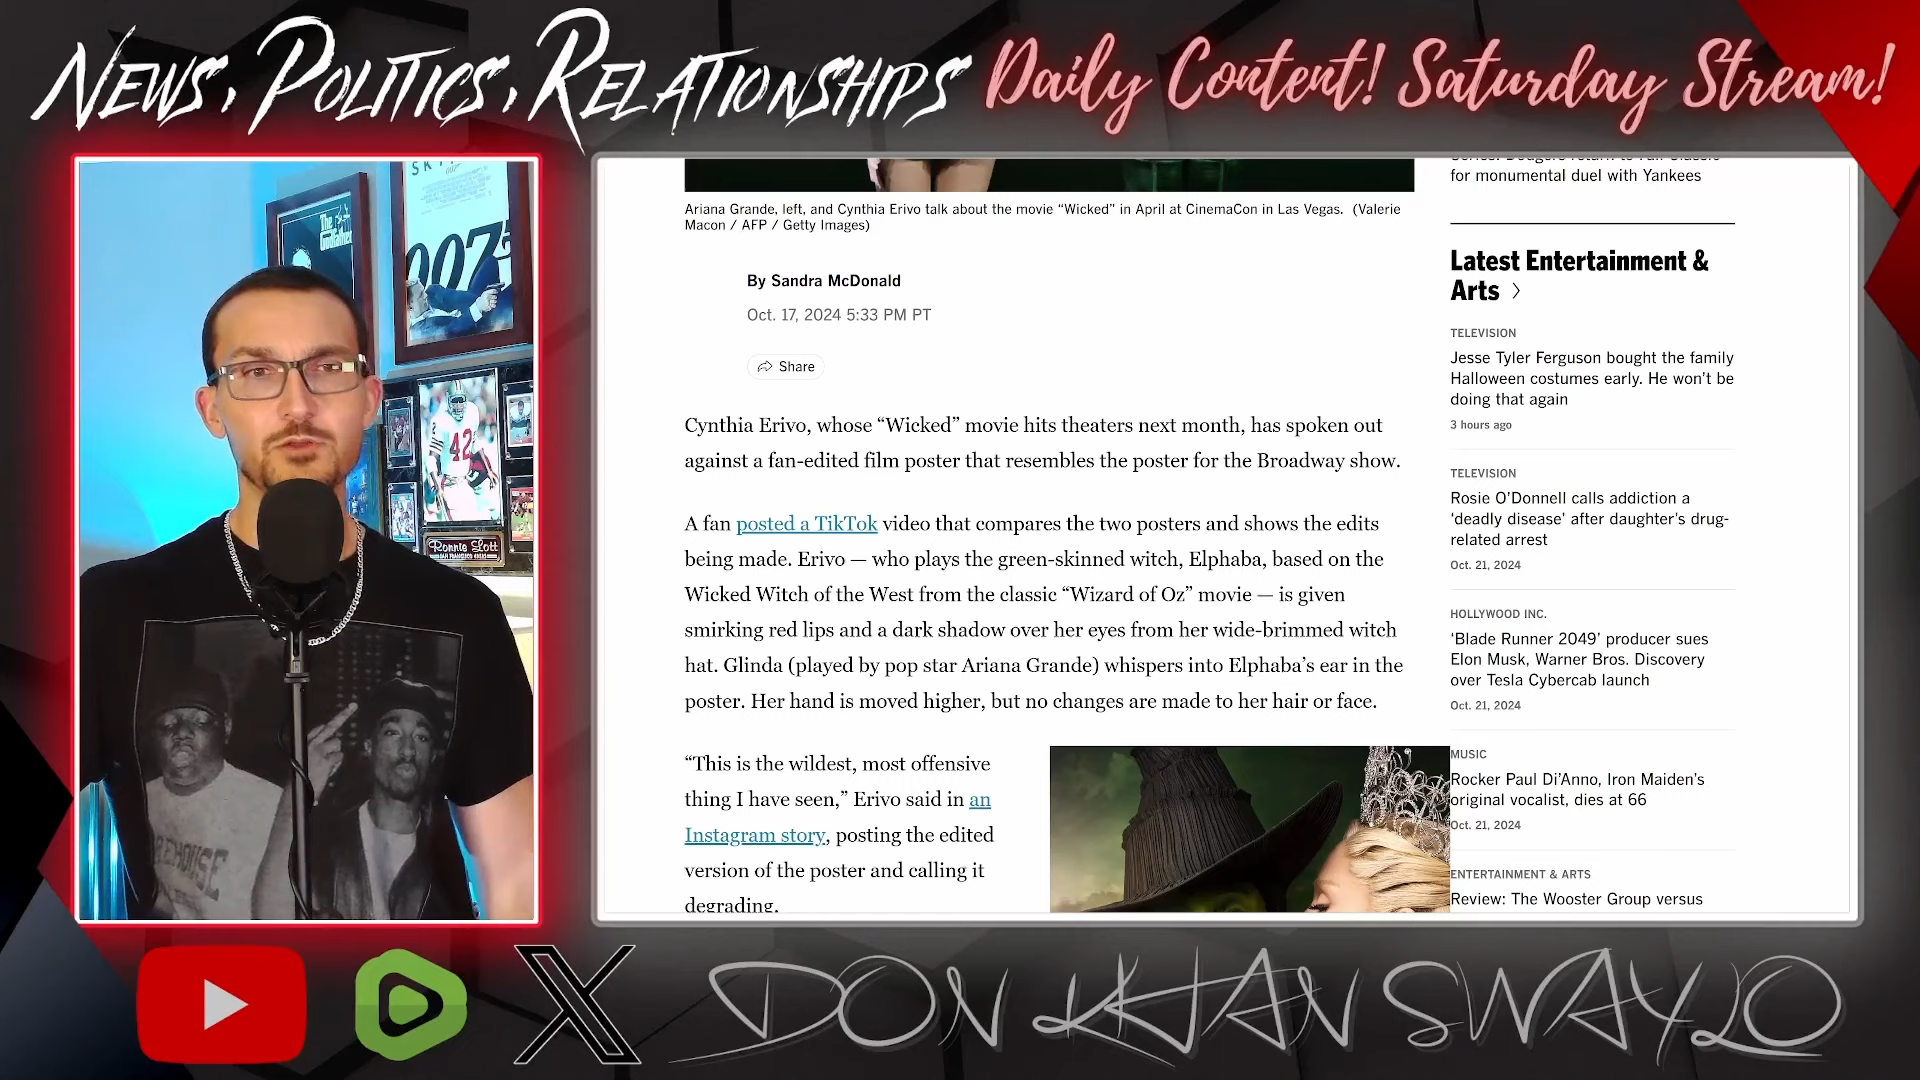 NEWS, POLITICS, RELATIONSHIPS
Daily Content! Saturday Stream!
SKY
007
The
Godfather
007
42
Ronnie Lott
for monumental duel with Yankees
Ariana Grande, left, and Cynthia Erivo talk about the movie “Wicked” in April at CinemaCon in Las Vegas. (Valerie
Macon / AFP / Getty Images)
By Sandra McDonald
Oct. 17, 2024 5:33 PM PT
Share
Cynthia Erivo, whose “Wicked” movie hits theaters next month, has spoken out
against a fan-edited film poster that resembles the poster for the Broadway show.
A fan posted a TikTok video that compares the two posters and shows the edits
being made. Erivo — who plays the green-skinned witch, Elphaba, based on the
Wicked Witch of the West from the classic “Wizard of Oz” movie — is given
smirking red lips and a dark shadow over her eyes from her wide-brimmed witch
hat. Glinda (played by pop star Ariana Grande) whispers into Elphaba’s ear in the
poster. Her hand is moved higher, but no changes are made to her hair or face.
“This is the wildest, most offensive
thing I have seen,” Erivo said in an
Instagram story, posting the edited
version of the poster and calling it
degrading.
Latest Entertainment &
Arts >
TELEVISION
Jesse Tyler Ferguson bought the family
Halloween costumes early. He won’t be
doing that again
3 hours ago
TELEVISION
Rosie O’Donnell calls addiction a
‘deadly disease’ after daughter’s drug-
related arrest
Oct. 21, 2024
HOLLYWOOD INC.
‘Blade Runner 2049’ producer sues
Elon Musk, Warner Bros. Discovery
over Tesla Cybercab launch
Oct. 21, 2024
MUSIC
Rocker Paul Di’Anno, Iron Maiden’s
original vocalist, dies at 66
Oct. 21, 2024
ENTERTAINMENT & ARTS
Review: The Wooster Group versus
X
DON KHAN SWAYLO